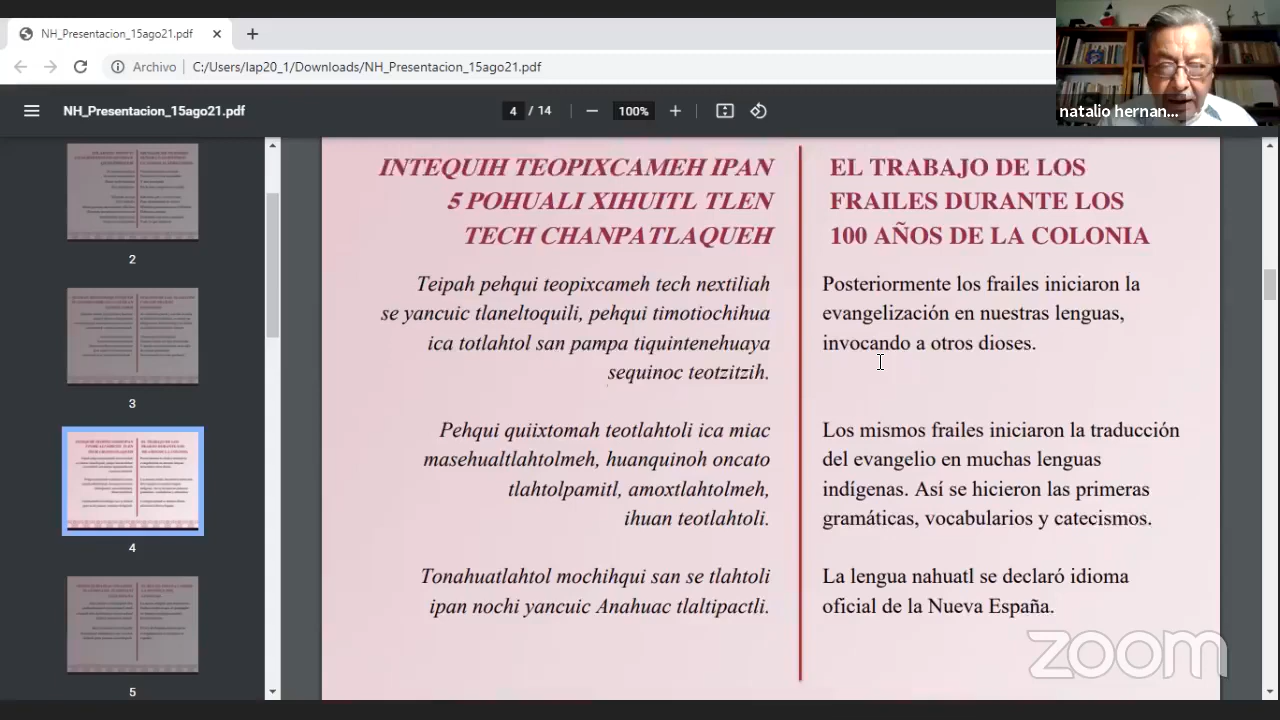 NH_Presentacion_15ago21.pdf
Archivo
C:/Users/lap20_1/Downloads/NH_Presentacion_15ago21.pdf
natalio hernan...
NH_Presentacion_15ago21.pdf
4 / 14
100%
2
3
4
5
INTEQUIH TEOPIXCAMEH IPAN
5 POHUALI XIHUITL TLEN
TECH CHANPATLAQUEH
Teipah pehqui teopixcameh tech nextiliah
se yancuic tlaneltoquili, pehqui timotiochihua
ica totlahtol san pampa tiquintenehuaya
sequinoc teotzitzih.
Pehqui quiixtomah teotlahtoli ica miac
masehualtlahtolmeh, huanquinoh oncato
tlahtolpamitl, amoxtlahtolmeh,
ihuan teotlahtoli.
Tonahuatlahtol mochihqui san se tlahtoli
ipan nochi yancuic Anahuac tlaltipactli.
EL TRABAJO DE LOS
FRAILES DURANTE LOS
100 AÑOS DE LA COLONIA
Posteriormente los frailes iniciaron la
evangelización en nuestras lenguas,
invocando a otros dioses.
Los mismos frailes iniciaron la traducción
del evangelio en muchas lenguas
indígenas. Así se hicieron las primeras
gramáticas, vocabularios y catecismos.
La lengua nahuatl se declaró idioma
oficial de la Nueva España.
zoom